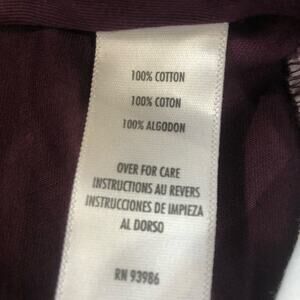 100% COTTON
100% COTON
100% ALGODON
OVER FOR CARE
INSTRUCTIONS AU REVERS
INSTRUCCIONES DE IMPIEZA
AL DORSO
RN 93986